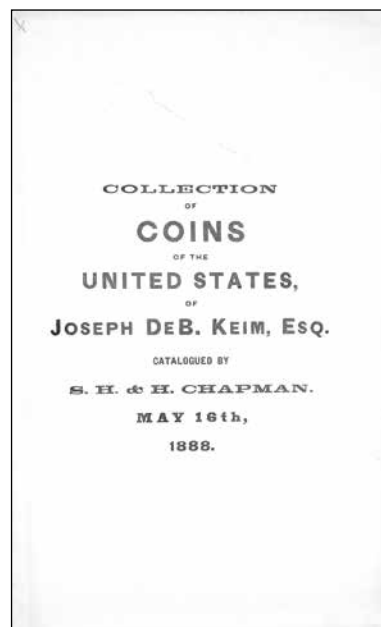 COLLECTION
OF
COINS
OF THE
UNITED STATES,
OF
JOSEPH DEB. KEIM, ESQ.
CATALOGUED BY
S. H. & H. CHAPMAN.
MAY 16th,
1888.